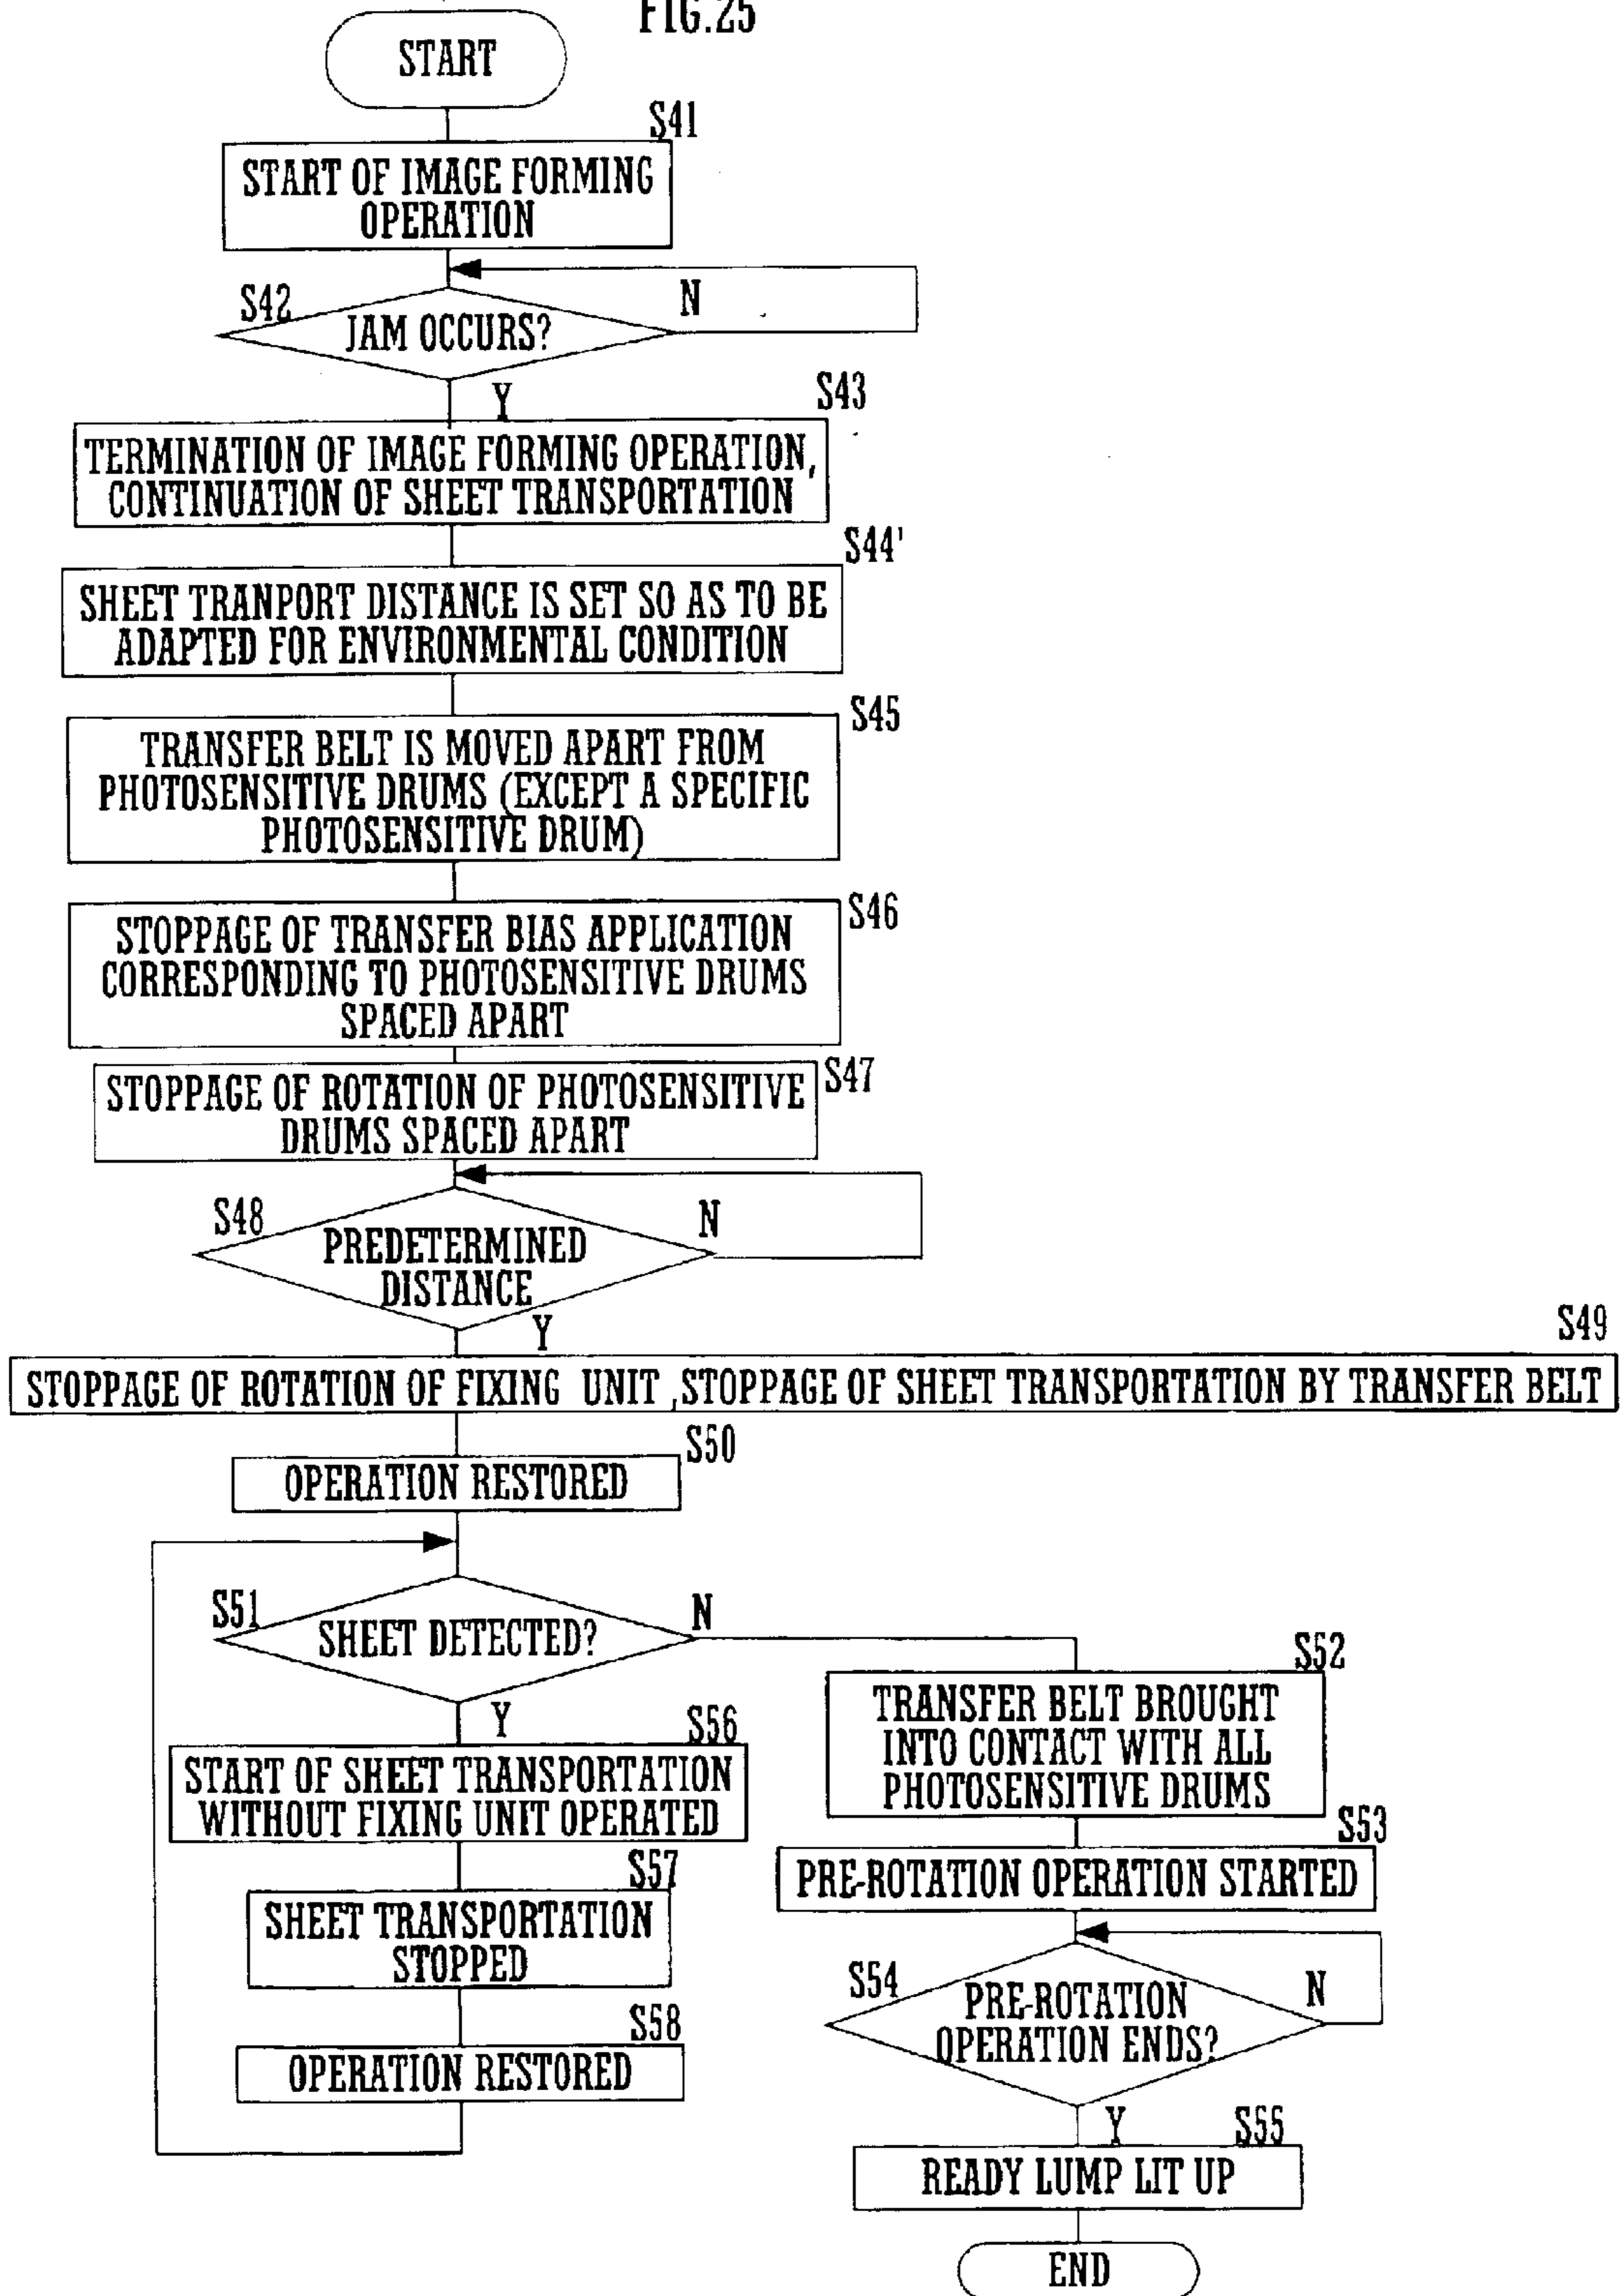 FIG.25
START
S41
START OF IMAGE FORMING
OPERATION
S42
JAM OCCURS?
N
Y
S43
TERMINATION OF IMAGE FORMING OPERATION,
CONTINUATION OF SHEET TRANSPORTATION
S44'
SHEET TRANPORT DISTANCE IS SET SO AS TO BE
ADAPTED FOR ENVIRONMENTAL CONDITION
S45
TRANSFER BELT IS MOVED APART FROM
PHOTOSENSITIVE DRUMS (EXCEPT A SPECIFIC
PHOTOSENSITIVE DRUM)
S46
STOPPAGE OF TRANSFER BIAS APPLICATION
CORRESPONDING TO PHOTOSENSITIVE DRUMS
SPACED APART
S47
STOPPAGE OF ROTATION OF PHOTOSENSITIVE
DRUMS SPACED APART
S48
PREDETERMINED
DISTANCE
N
Y
S49
STOPPAGE OF ROTATION OF FIXING UNIT ,STOPPAGE OF SHEET TRANSPORTATION BY TRANSFER BELT
S50
OPERATION RESTORED
S51
SHEET DETECTED?
N
Y
S52
TRANSFER BELT BROUGHT
INTO CONTACT WITH ALL
PHOTOSENSITIVE DRUMS
S53
PRE-ROTATION OPERATION STARTED
S54
PRE-ROTATION
OPERATION ENDS?
N
Y
S55
READY LUMP LIT UP
END
S56
START OF SHEET TRANSPORTATION
WITHOUT FIXING UNIT OPERATED
S57
SHEET TRANSPORTATION
STOPPED
S58
OPERATION RESTORED